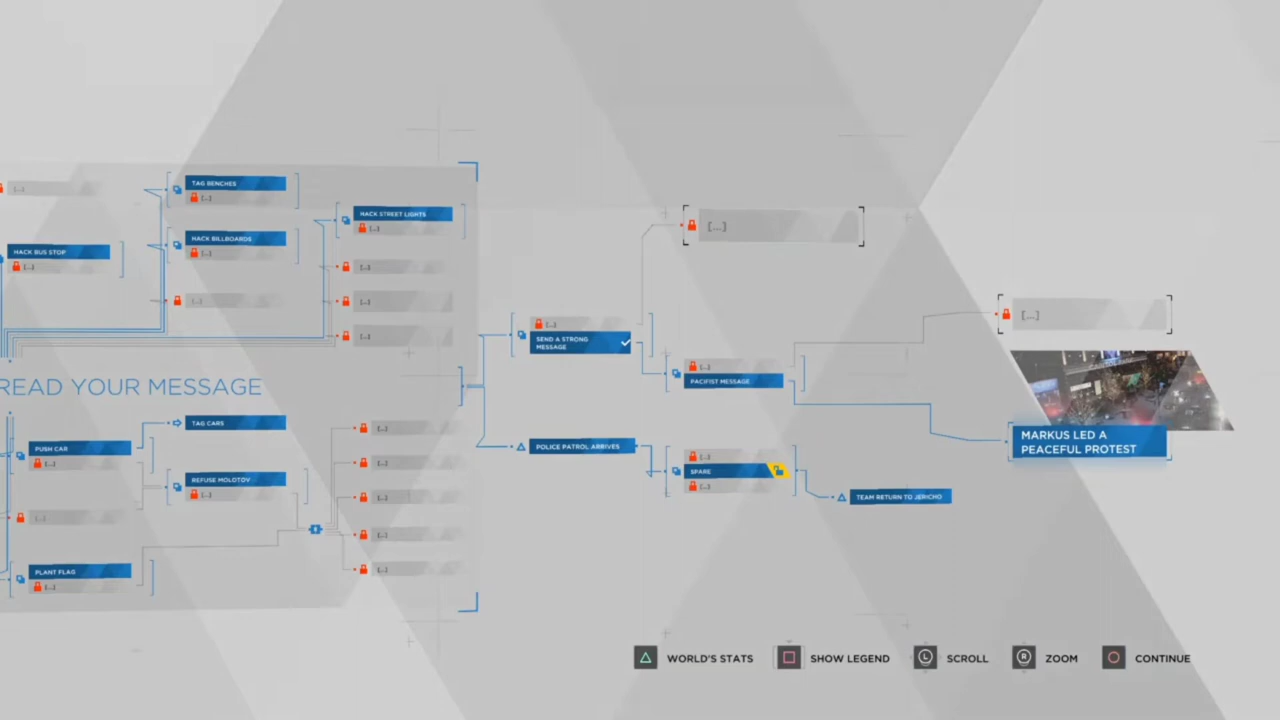 [...]
TAG BENCHES
[...]
HACK STREET LIGHTS
[...]
[...]
HACK BILLBOARDS
[...]
HACK BUS STOP
[...]
[...]
[...]
[...]
[...]
[...]
SEND A STRONG
MESSAGE
[...]
PACIFIST MESSAGE
[...]
READ YOUR MESSAGE
MARKUS LED A
PEACEFUL PROTEST
TAG CARS
PUSH CAR
[...]
REFUSE MOLOTOV
[...]
[...]
PLANT FLAG
[...]
[...]
[...]
[...]
[...]
[...]
POLICE PATROL ARRIVES
[...]
SPARE
[...]
TEAM RETURN TO JERICHO
WORLD'S STATS
SHOW LEGEND
L
SCROLL
R
ZOOM
CONTINUE